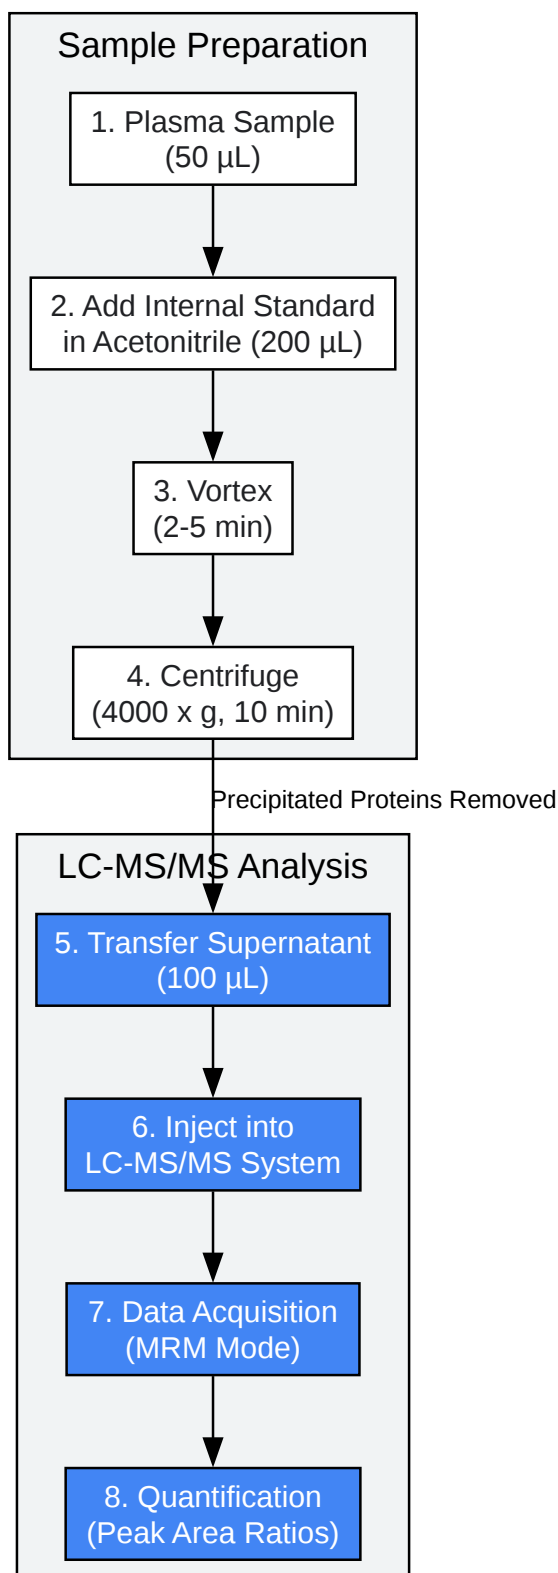 Sample Preparation
1. Plasma Sample
(50 µL)
2. Add Internal Standard
in Acetonitrile (200 µL)
3. Vortex
(2-5 min)
4. Centrifuge
(4000 x g, 10 min)
Precipitated Proteins Removed
LC-MS/MS Analysis
5. Transfer Supernatant
(100 µL)
6. Inject into
LC-MS/MS System
7. Data Acquisition
(MRM Mode)
8. Quantification
(Peak Area Ratios)